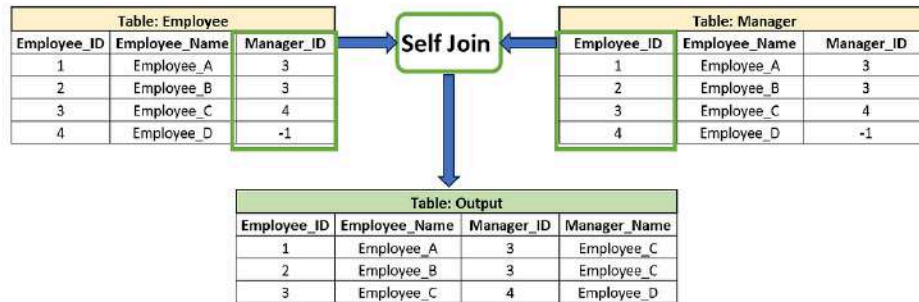 Table: Employee
Employee_ID Employee_Name Manager_ID
1 Employee_A 3
2 Employee_B 3
3 Employee_C 4
4 Employee_D -1
Self Join
Table: Manager
Employee_ID Employee_Name Manager_ID
1 Employee_A 3
2 Employee_B 3
3 Employee_C 4
4 Employee_D -1
Table: Output
Employee_ID Employee_Name Manager_ID Manager_Name
1 Employee_A 3 Employee_C
2 Employee_B 3 Employee_C
3 Employee_C 4 Employee_D